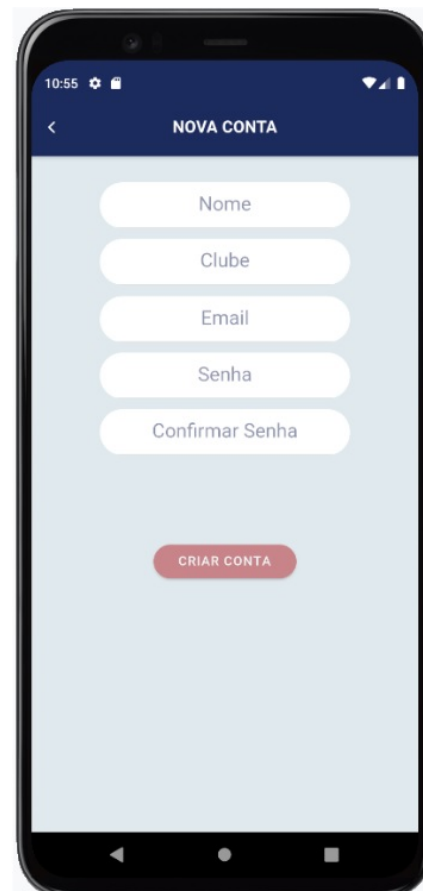 10:55
NOVA CONTA
Nome
Clube
Email
Senha
Confirmar Senha
CRIAR CONTA